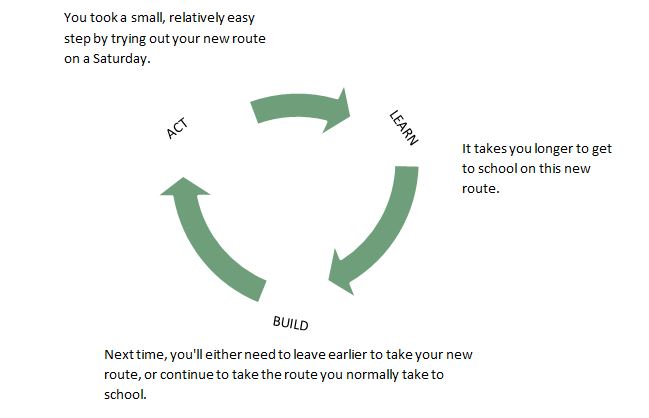 You took a small, relatively easy
step by trying out your new route
on a Saturday.
ACT
LEARN
It takes you longer to get
to school on this new
route.
BUILD
Next time, you'll either need to leave earlier to take your new
route, or continue to take the route you normally take to
school.